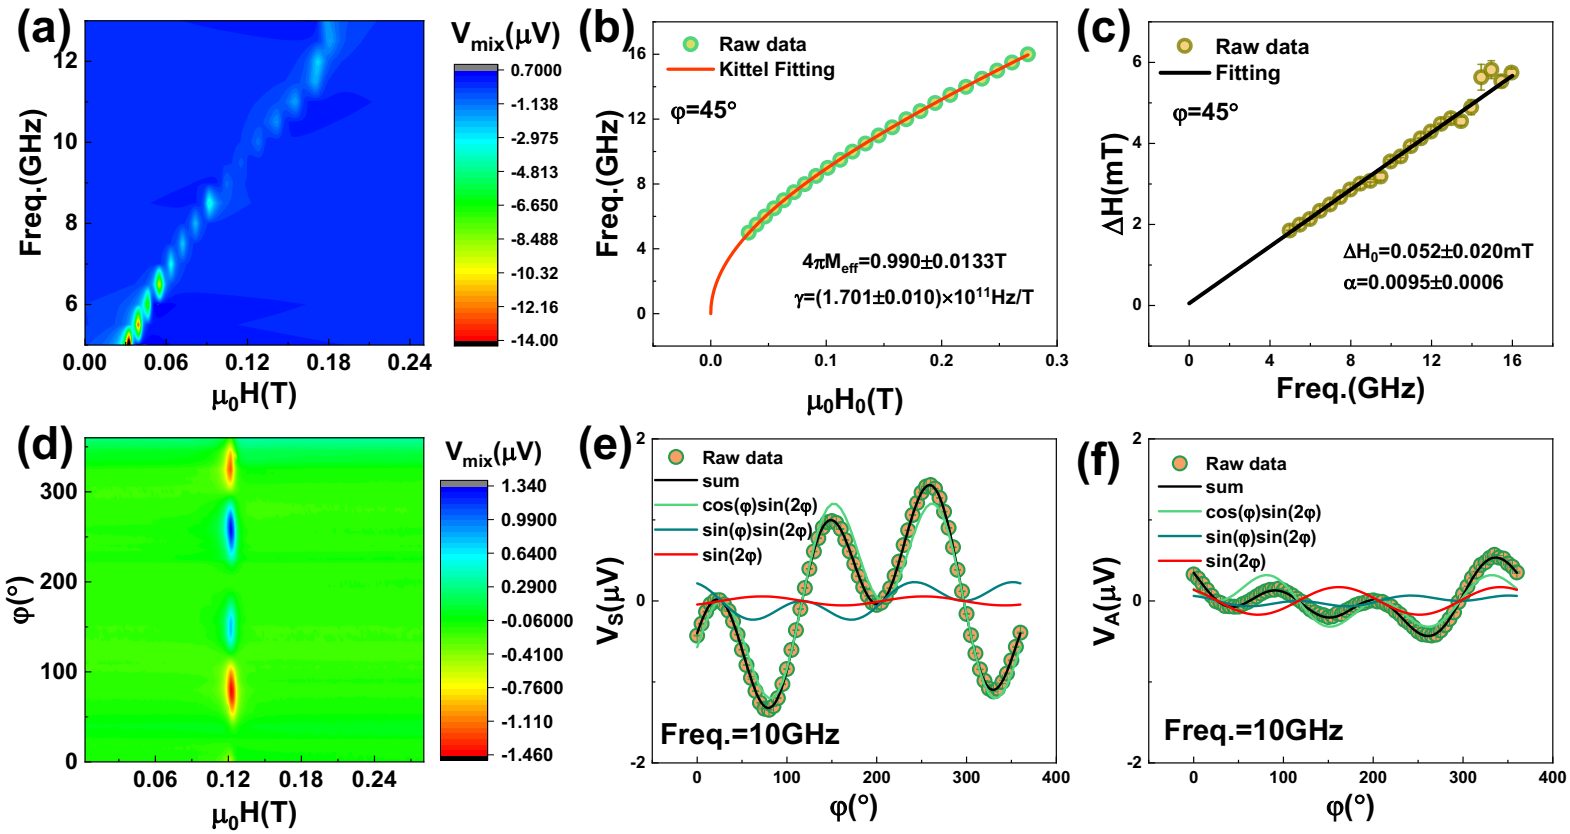 (a)
V_mix(μV)
12
10
8
6
Freq.(GHz)
0.00 0.06 0.12 0.18 0.24
μ₀H(T)
0.7000
-1.138
-2.975
-4.813
-6.650
-8.488
-10.32
-12.16
-14.00
(b)
Raw data
Kittel Fitting
φ=45°
16
12
8
4
0
Freq.(GHz)
4πM_eff=0.990±0.0133T
γ=(1.701±0.010)×10¹¹Hz/T
0.0 0.1 0.2 0.3
μ₀H₀(T)
(c)
Raw data
Fitting
φ=45°
6
4
2
0
ΔH(mT)
ΔH₀=0.052±0.020mT
α=0.0095±0.0006
0 4 8 12 16
Freq.(GHz)
(d)
V_mix(μV)
300
200
100
0
φ(°)
0.06 0.12 0.18 0.24
μ₀H(T)
1.340
0.9900
0.6400
0.2900
-0.06000
-0.4100
-0.7600
-1.110
-1.460
(e)
Raw data
sum
cos(φ)sin(2φ)
sin(φ)sin(2φ)
sin(2φ)
2
0
-2
V_S(μV)
Freq.=10GHz
0 100 200 300 400
φ(°)
(f)
Raw data
sum
cos(φ)sin(2φ)
sin(φ)sin(2φ)
sin(2φ)
2
0
-2
V_A(μV)
Freq.=10GHz
0 100 200 300 400
φ(°)